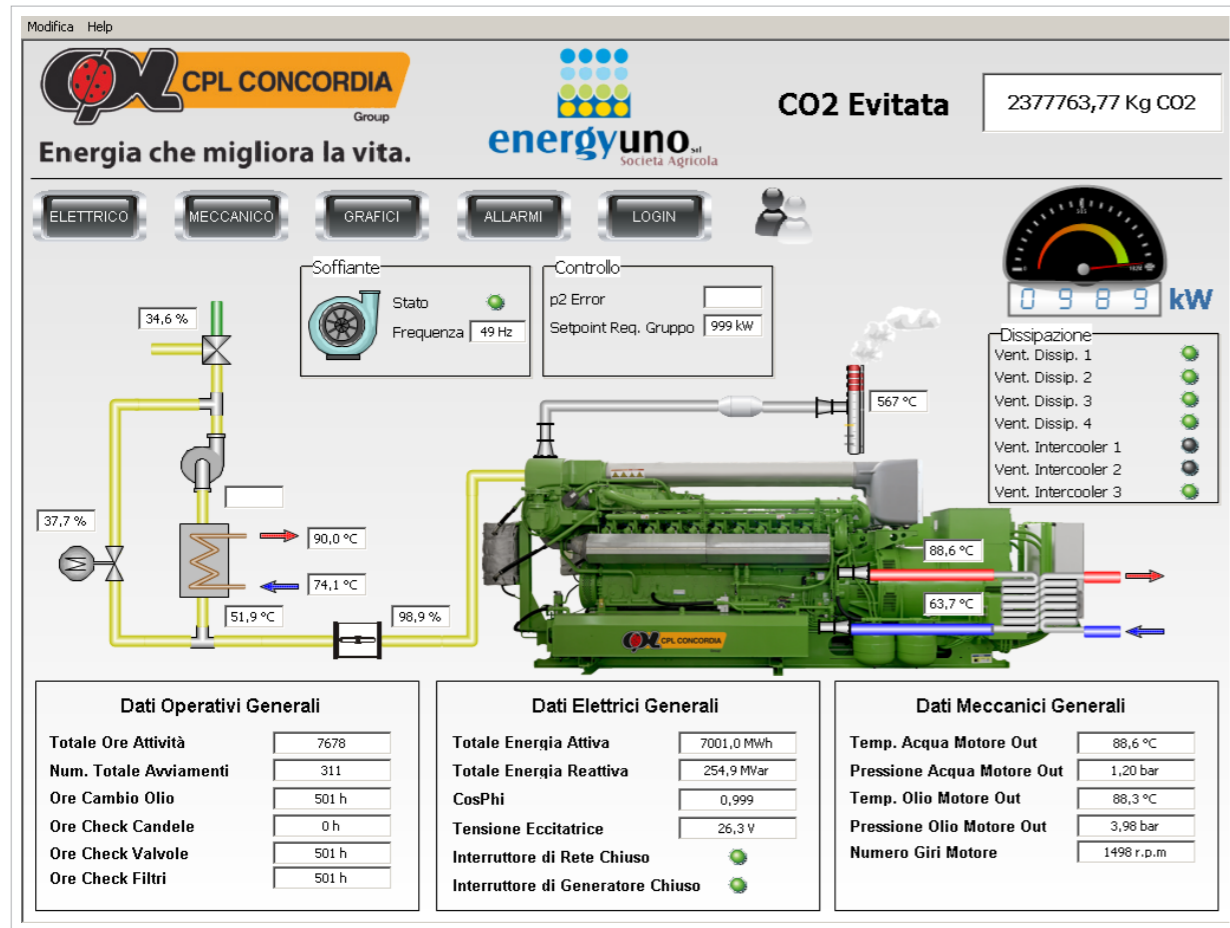 Modifica Help
CPL CONCORDIA
Group
Energia che migliora la vita.
energyuno srl
Società Agricola
CO2 Evitata
2377763,77 Kg CO2
ELETTRICO
MECCANICO
GRAFICI
ALLARMI
LOGIN
0989 kW
Soffiante
Stato
Frequenza 49 Hz
Controllo
p2 Error
Setpoint Req. Gruppo 999 kW
Dissipazione
Vent. Dissip. 1
Vent. Dissip. 2
Vent. Dissip. 3
Vent. Dissip. 4
Vent. Intercooler 1
Vent. Intercooler 2
Vent. Intercooler 3
34,6 %
567 °C
37,7 %
M
90,0 °C
74,1 °C
51,9 °C
98,9 %
88,6 °C
63,7 °C
CPL CONCORDIA
Dati Operativi Generali
Totale Ore Attività 7678
Num. Totale Avviamenti 311
Ore Cambio Olio 501 h
Ore Check Candele 0 h
Ore Check Valvole 501 h
Ore Check Filtri 501 h
Dati Elettrici Generali
Totale Energia Attiva 7001,0 MWh
Totale Energia Reattiva 254,9 MVar
CosPhi 0,999
Tensione Eccitatrice 26,3 V
Interruttore di Rete Chiuso
Interruttore di Generatore Chiuso
Dati Meccanici Generali
Temp. Acqua Motore Out 88,6 °C
Pressione Acqua Motore Out 1,20 bar
Temp. Olio Motore Out 88,3 °C
Pressione Olio Motore Out 3,98 bar
Numero Giri Motore 1498 r.p.m